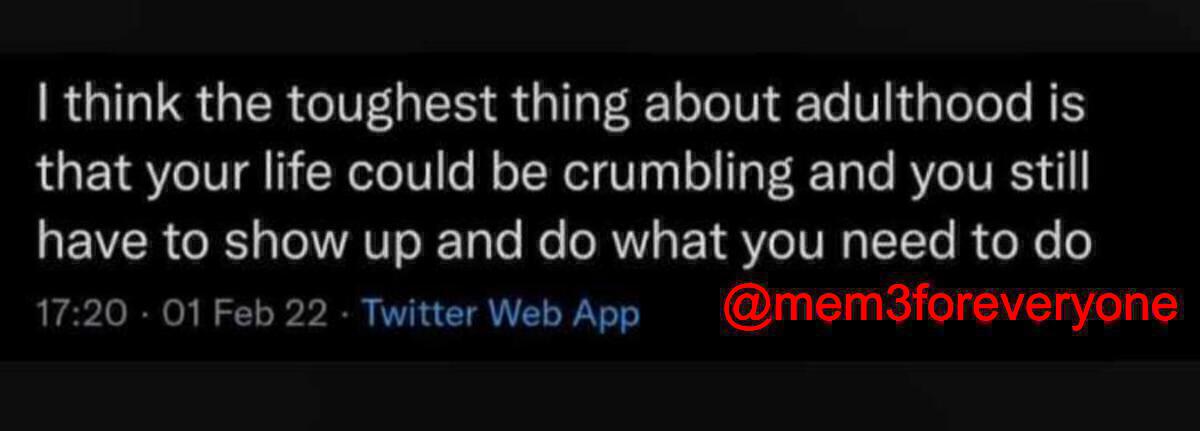 I think the toughest thing about adulthood is
that your life could be crumbling and you still
have to show up and do what you need to do
17:20 · 01 Feb 22 · Twitter Web App
@mem3foreveryone